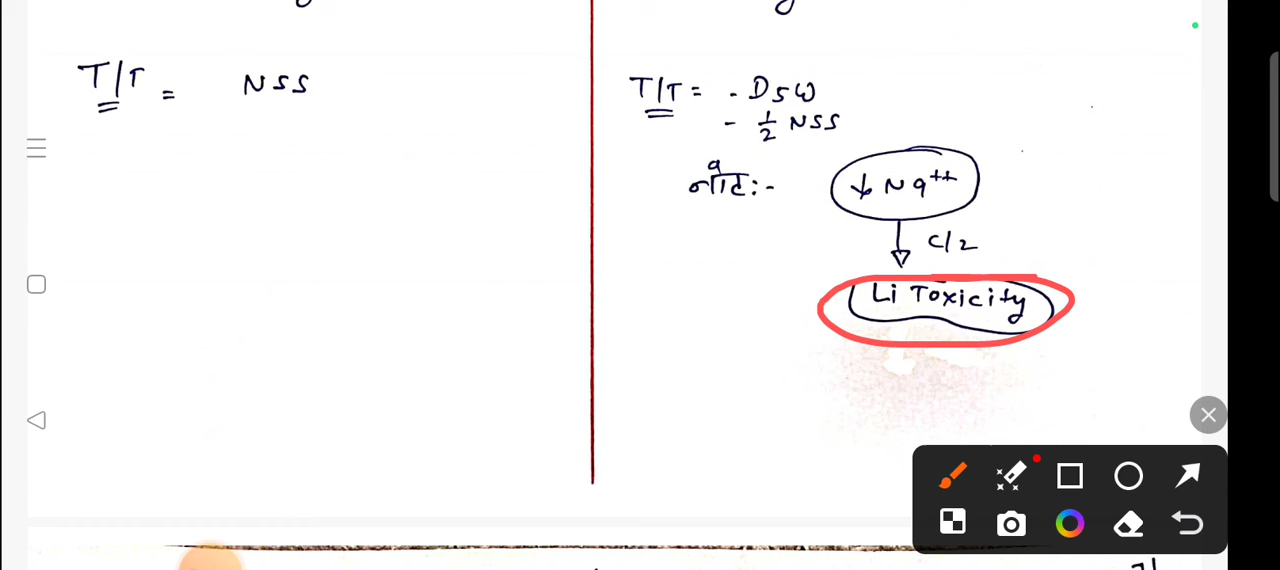 T/T = NSS
T/T = - D5W
- 1/2 NSS
नोट :- ↓ Na++
C/2
Li Toxicity